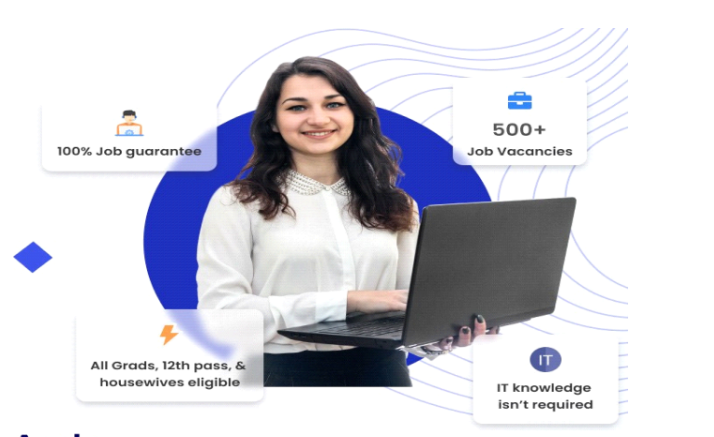 500+
100% Job guarantee
Job Vacancies
All Grads, 12th pass, &
housewives eligible
IT
IT knowledge
isn't required